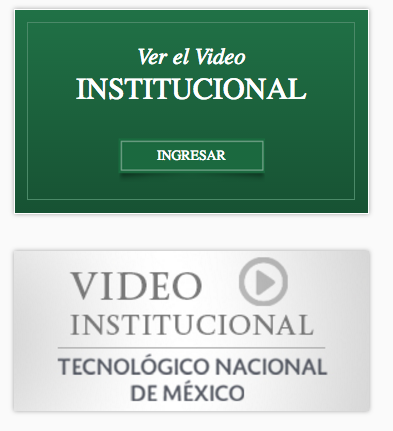 Ver el Video
INSTITUCIONAL
INGRESAR
VIDEO
INSTITUCIONAL
TECNOLÓGICO NACIONAL
DE MÉXICO